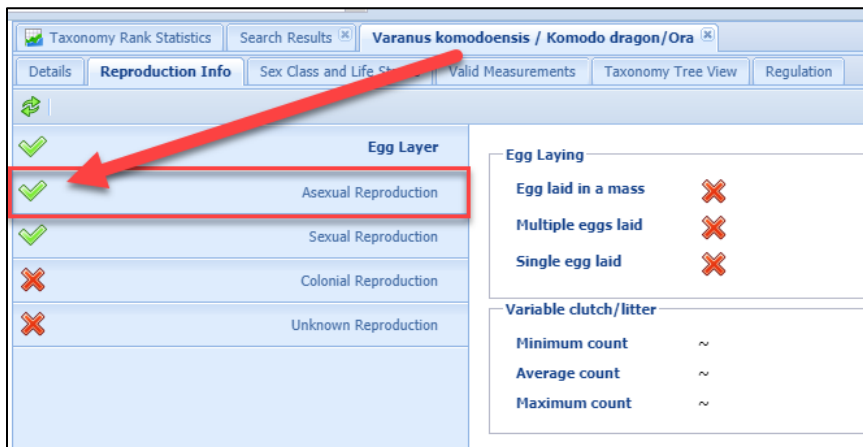 Taxonomy Rank Statistics Search Results Varanus komodoensis / Komodo dragon/Ora
Details Reproduction Info Sex Class and Life Valid Measurements Taxonomy Tree View Regulation
Egg Layer
Asexual Reproduction
Sexual Reproduction
Colonial Reproduction
Unknown Reproduction
Egg Laying
Egg laid in a mass
Multiple eggs laid
Single egg laid
Variable clutch/litter
Minimum count ~
Average count ~
Maximum count ~